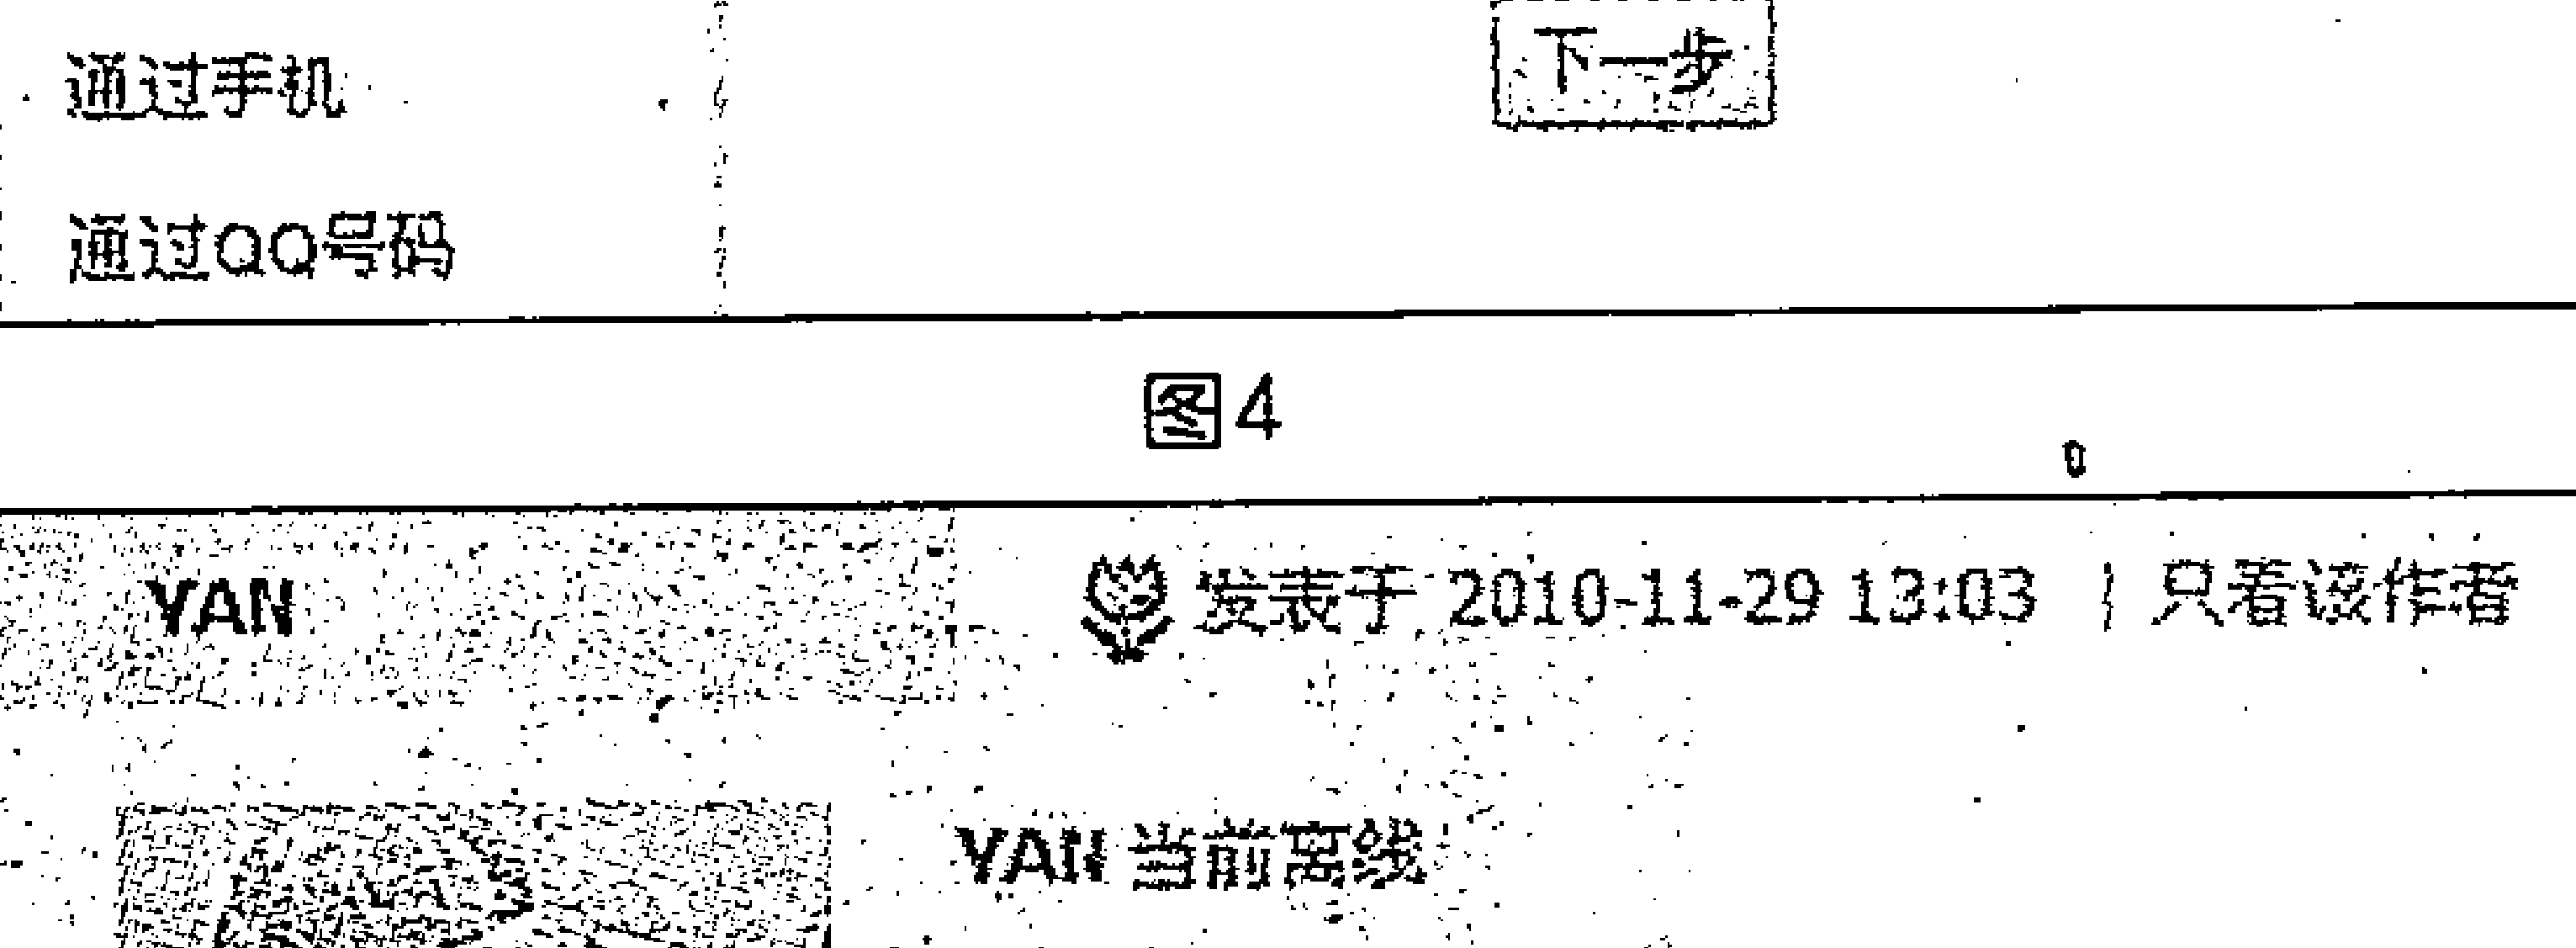 下一步
通过手机
通过QQ号码
图4
YAN
发表于 2010-11-29 13:03 | 只看该作者
YAN 当前离线